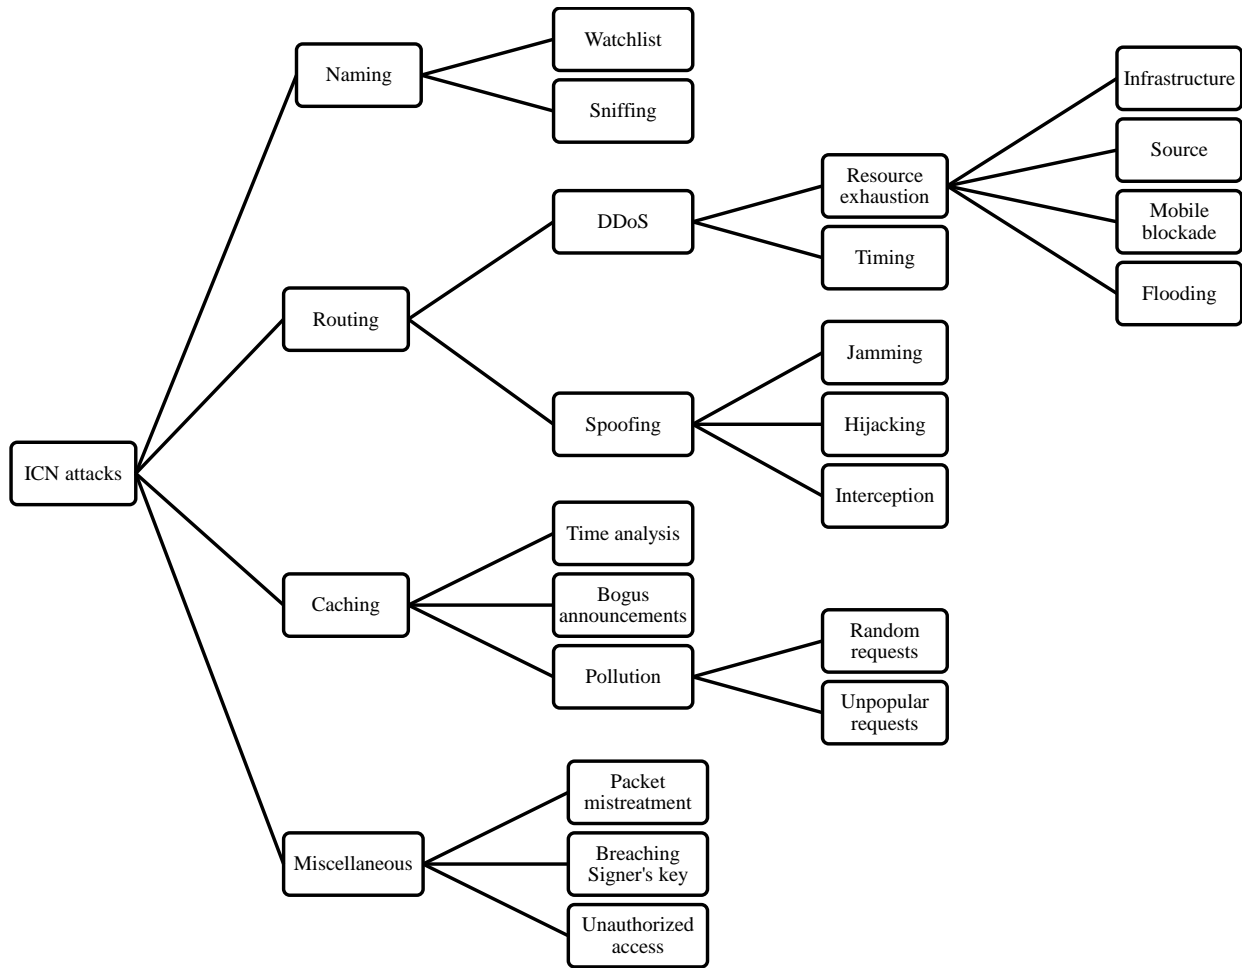 Naming
Watchlist
Sniffing
Infrastructure
Source
Mobile
blockade
Flooding
Resource
exhaustion
Timing
DDoS
Routing
Jamming
Hijacking
Interception
Spoofing
ICN attacks
Time analysis
Bogus
announcements
Pollution
Caching
Random
requests
Unpopular
requests
Packet
mistreatment
Miscellaneous
Breaching
Signer's key
Unauthorized
access